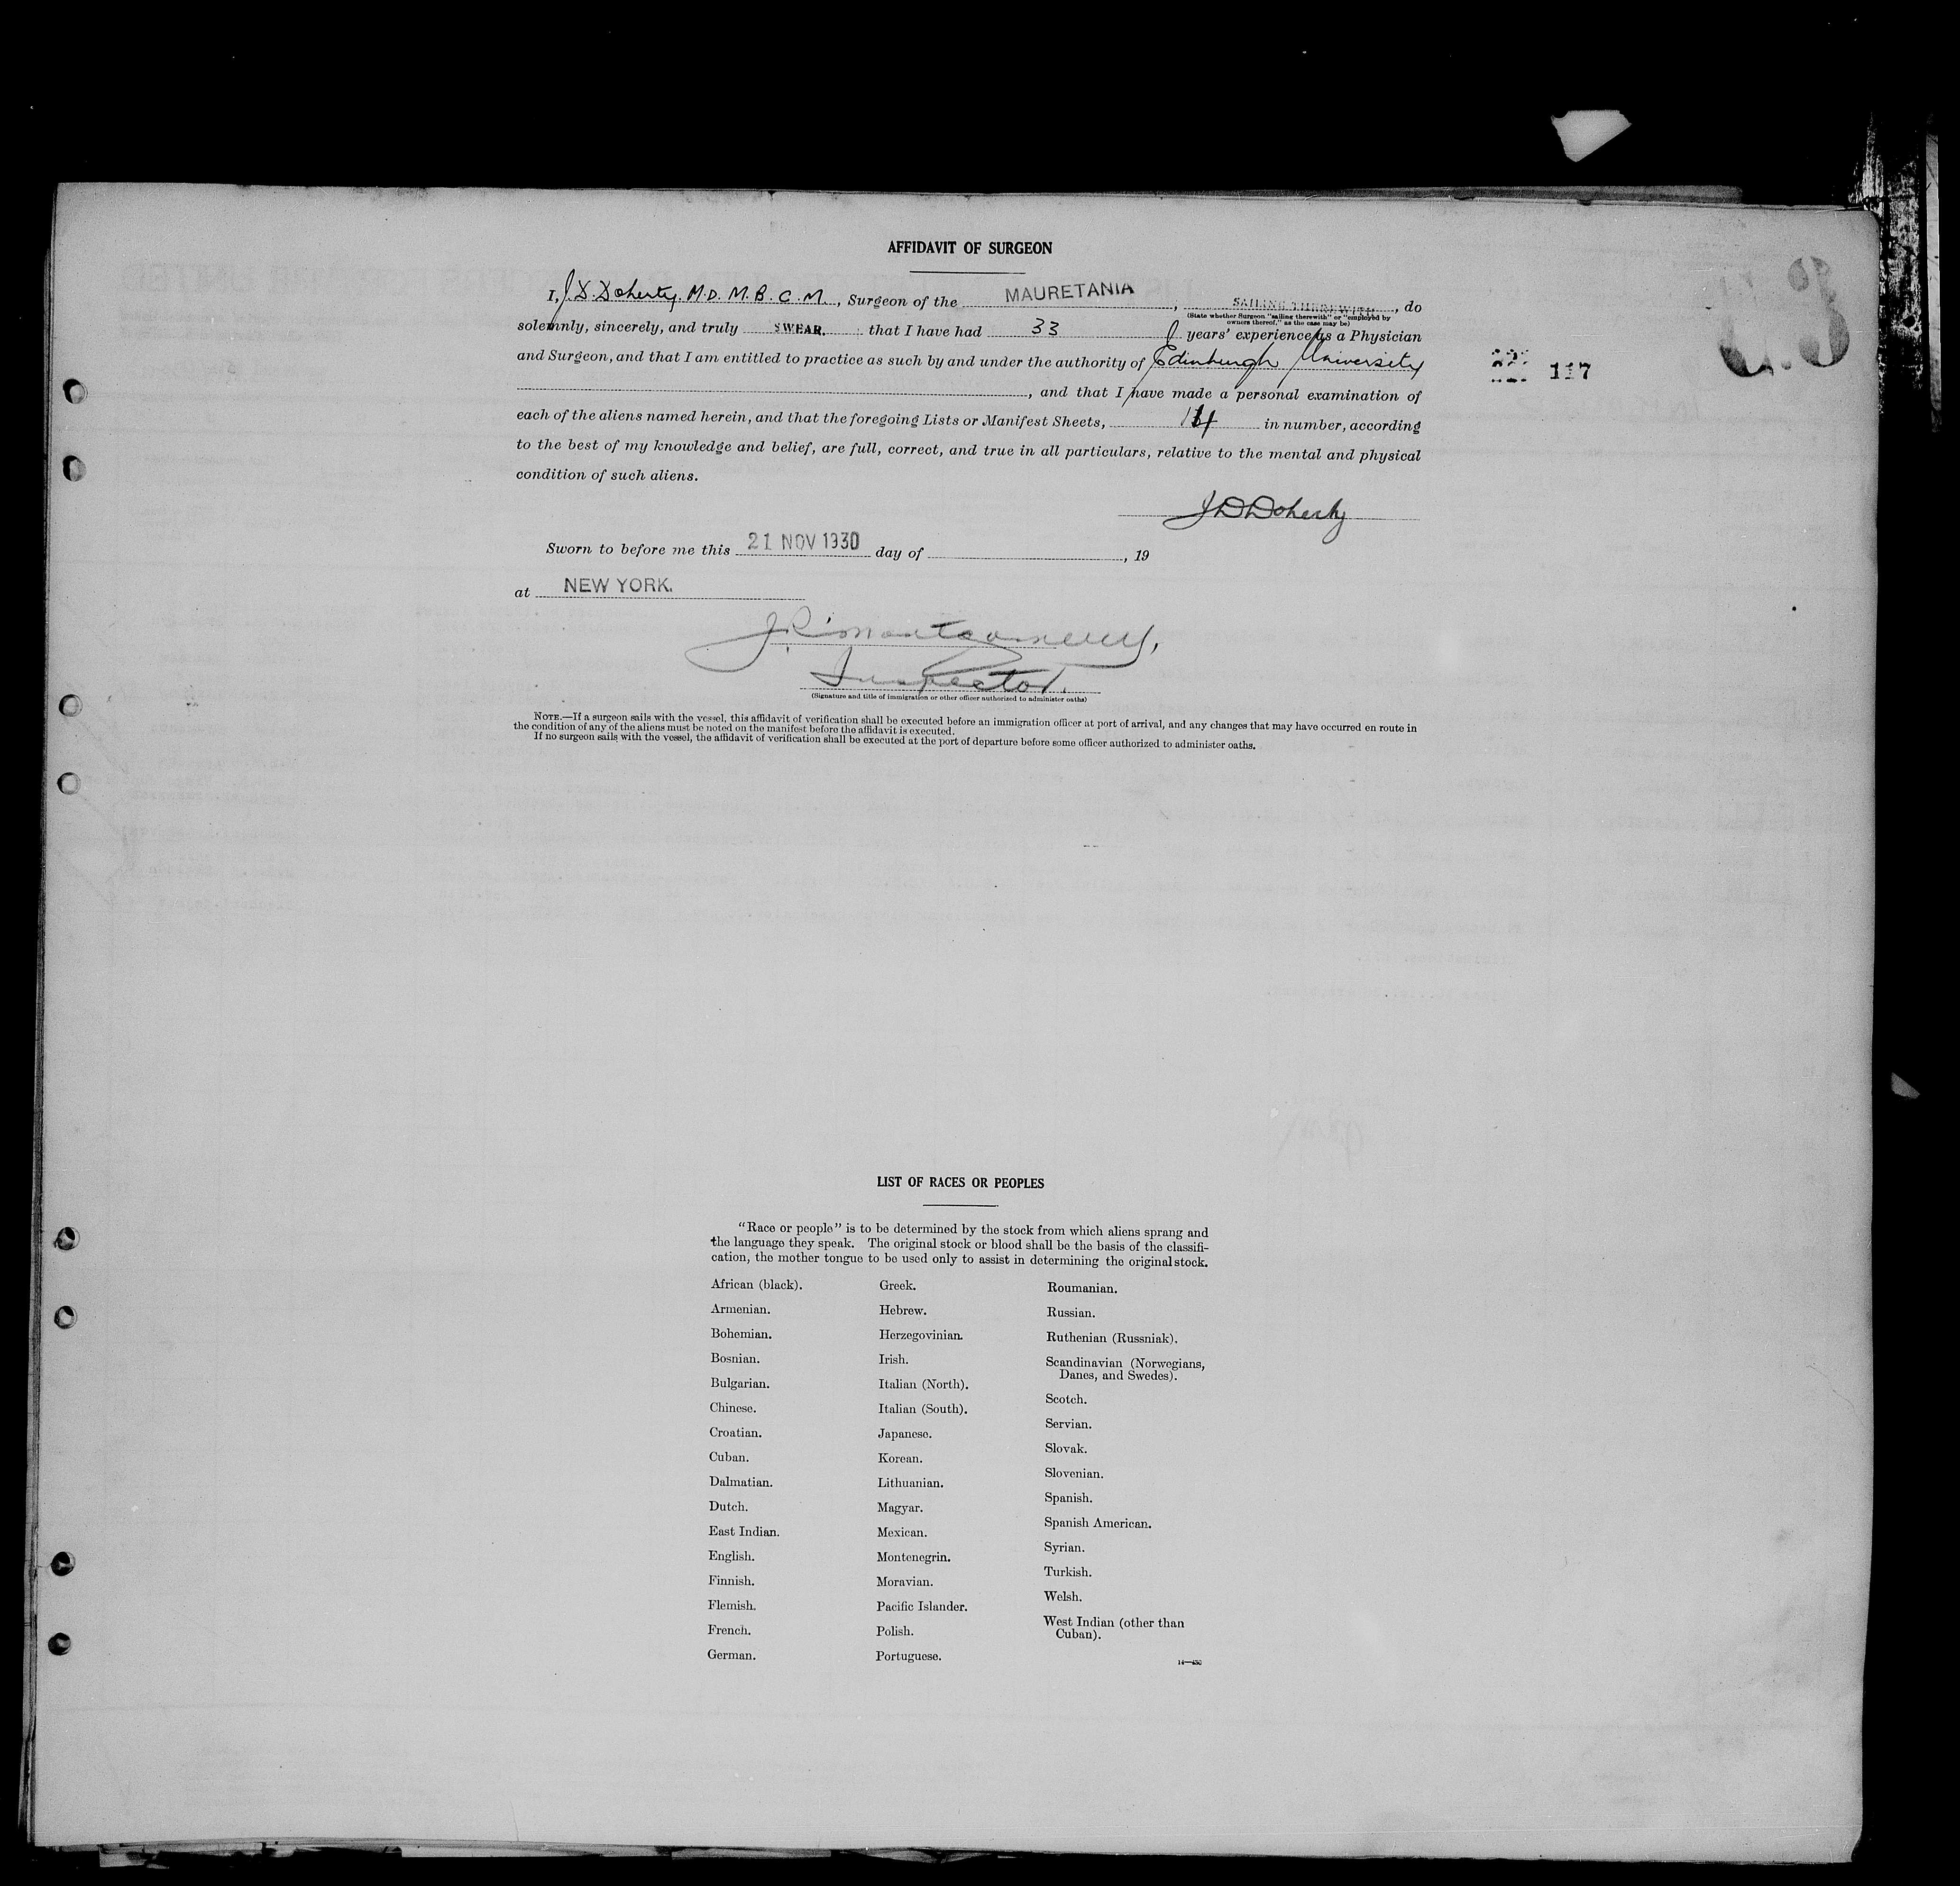 AFFIDAVIT OF SURGEON
I, J. D. Doherty. M.D. M.B. C.M., Surgeon of the MAURETANIA, SAILING THEREWITH, do
(State whether Surgeon "sailing therewith" or "employed by
owners thereof," as the case may be)
solemnly, sincerely, and truly SWEAR. that I have had 33 years' experience as a Physician
and Surgeon, and that I am entitled to practice as such by and under the authority of Edinburgh University
117
, and that I have made a personal examination of
each of the aliens named herein, and that the foregoing Lists or Manifest Sheets, in number, according
to the best of my knowledge and belief, are full, correct, and true in all particulars, relative to the mental and physical
condition of such aliens.
J D Doherty
Sworn to before me this 21 NOV 1930 day of , 19
at NEW YORK.
J. R. Montgomery,
Inspector.
(Signature and title of immigration or other officer authorized to administer oaths)
NOTE.—If a surgeon sails with the vessel, this affidavit of verification shall be executed before an immigration officer at port of arrival, and any changes that may have occurred en route in
the condition of any of the aliens must be noted on the manifest before the affidavit is executed.
If no surgeon sails with the vessel, the affidavit of verification shall be executed at the port of departure before some officer authorized to administer oaths.
LIST OF RACES OR PEOPLES
"Race or people" is to be determined by the stock from which aliens sprang and
the language they speak. The original stock or blood shall be the basis of the classifi-
cation, the mother tongue to be used only to assist in determining the original stock.
African (black).
Armenian.
Bohemian.
Bosnian.
Bulgarian.
Chinese.
Croatian.
Cuban.
Dalmatian.
Dutch.
East Indian.
English.
Finnish.
Flemish.
French.
German.
Greek.
Hebrew.
Herzegovinian.
Irish.
Italian (North).
Italian (South).
Japanese.
Korean.
Lithuanian.
Magyar.
Mexican.
Montenegrin.
Moravian.
Pacific Islander.
Polish.
Portuguese.
Roumanian.
Russian.
Ruthenian (Russniak).
Scandinavian (Norwegians,
Danes, and Swedes).
Scotch.
Servian.
Slovak.
Slovenian.
Spanish.
Spanish American.
Syrian.
Turkish.
Welsh.
West Indian (other than
Cuban).